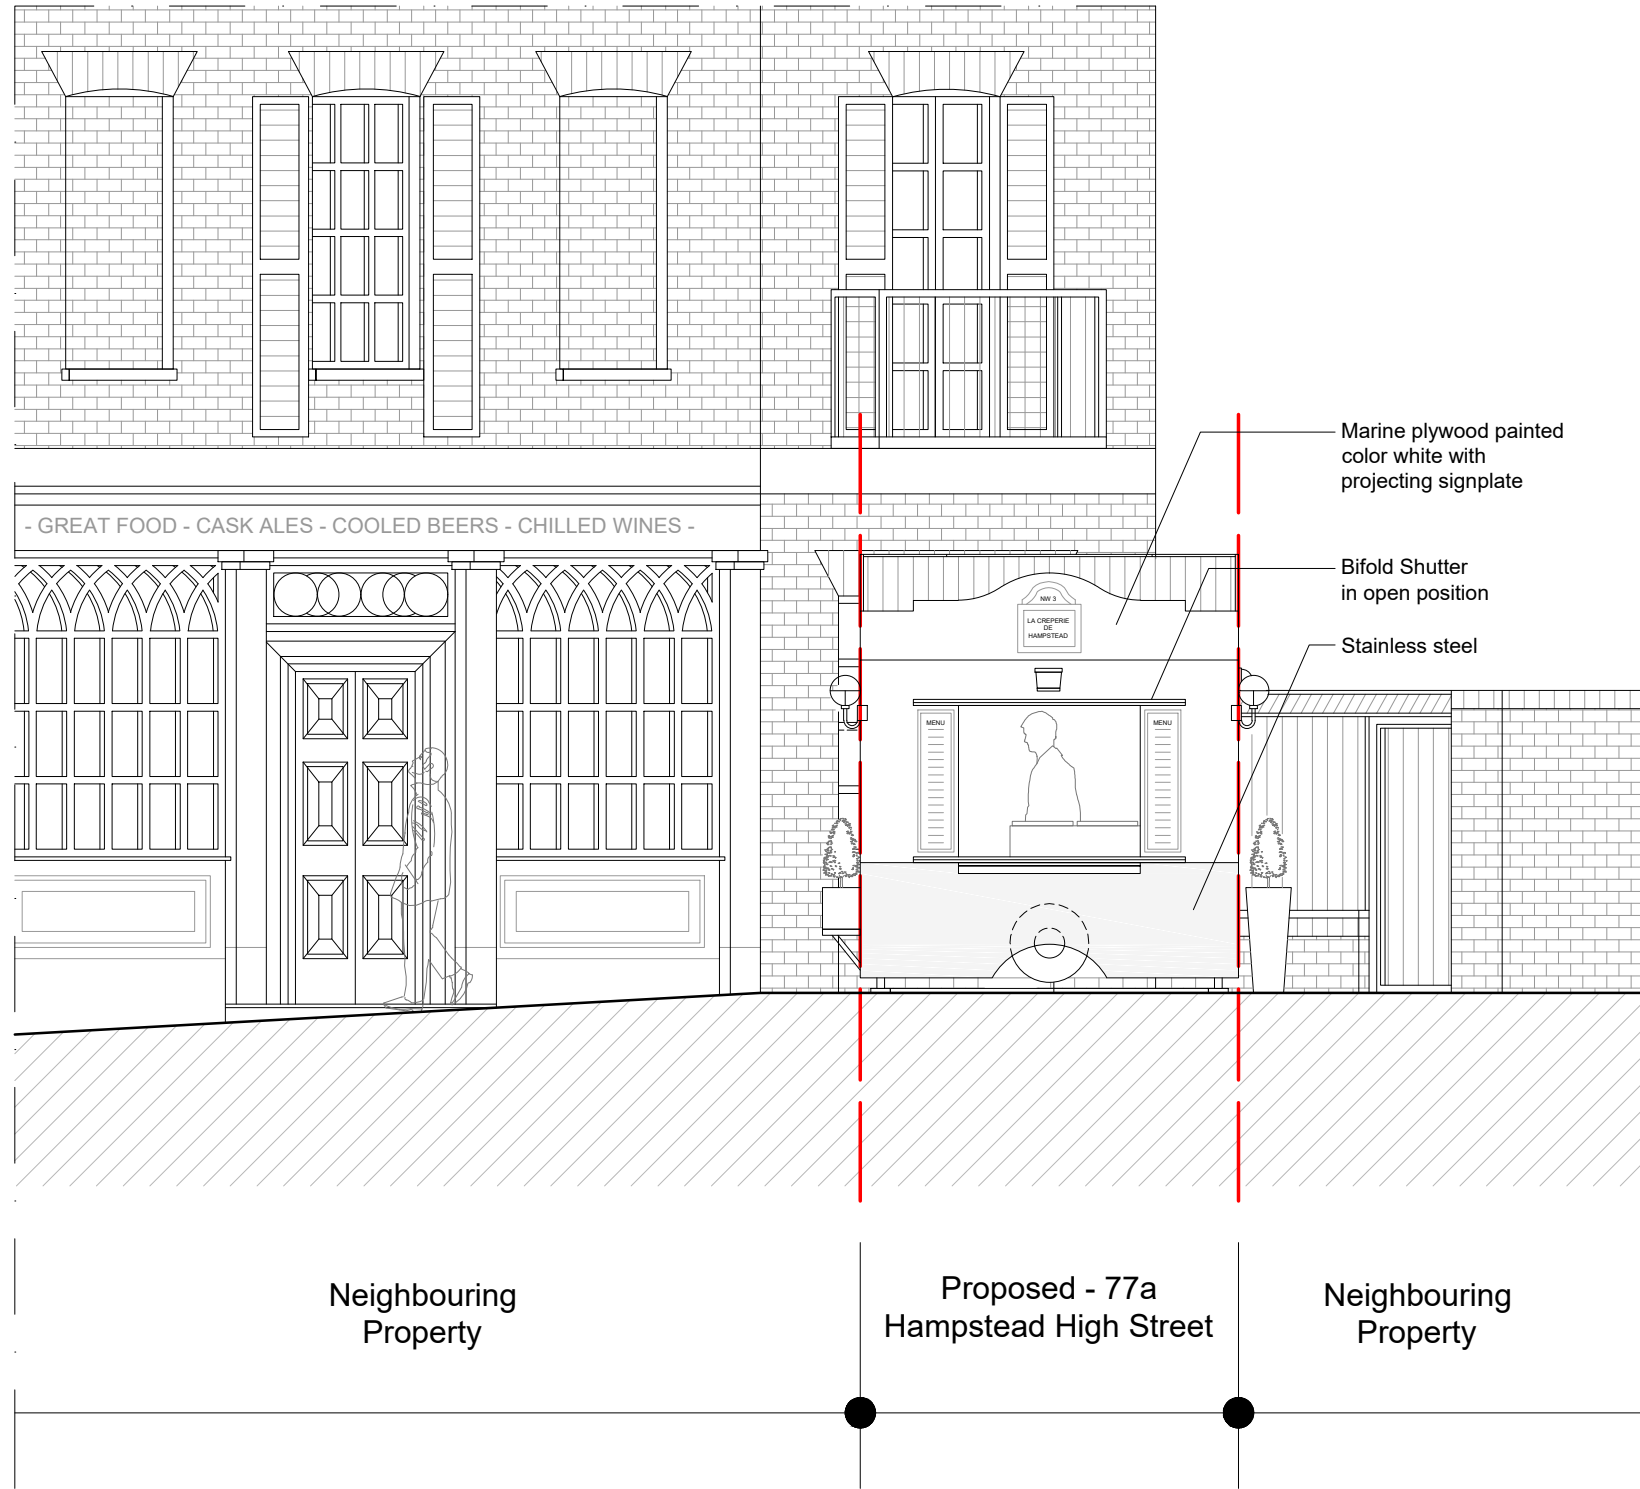 Marine plywood painted
color white with
projecting signplate
- GREAT FOOD - CASK ALES - COOLED BEERS - CHILLED WINES -
Bifold Shutter
in open position
NW 3
LA CREPERIE
DE
HAMPSTEAD
Stainless steel
MENU
MENU
Neighbouring
Property
Proposed - 77a
Hampstead High Street
Neighbouring
Property